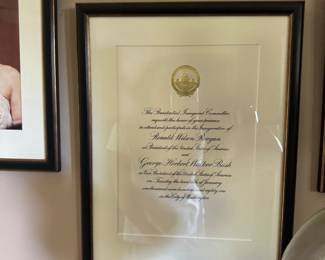 The Presidential Inaugural Committee
requests the honor of your presence
to attend and participate in the Inauguration of
Ronald Wilson Reagan
as President of the United States of America
and
George Herbert Walker Bush
as Vice President of the United States of America
on Tuesday the twentieth of January
one thousand nine hundred and eighty one
in the City of Washington